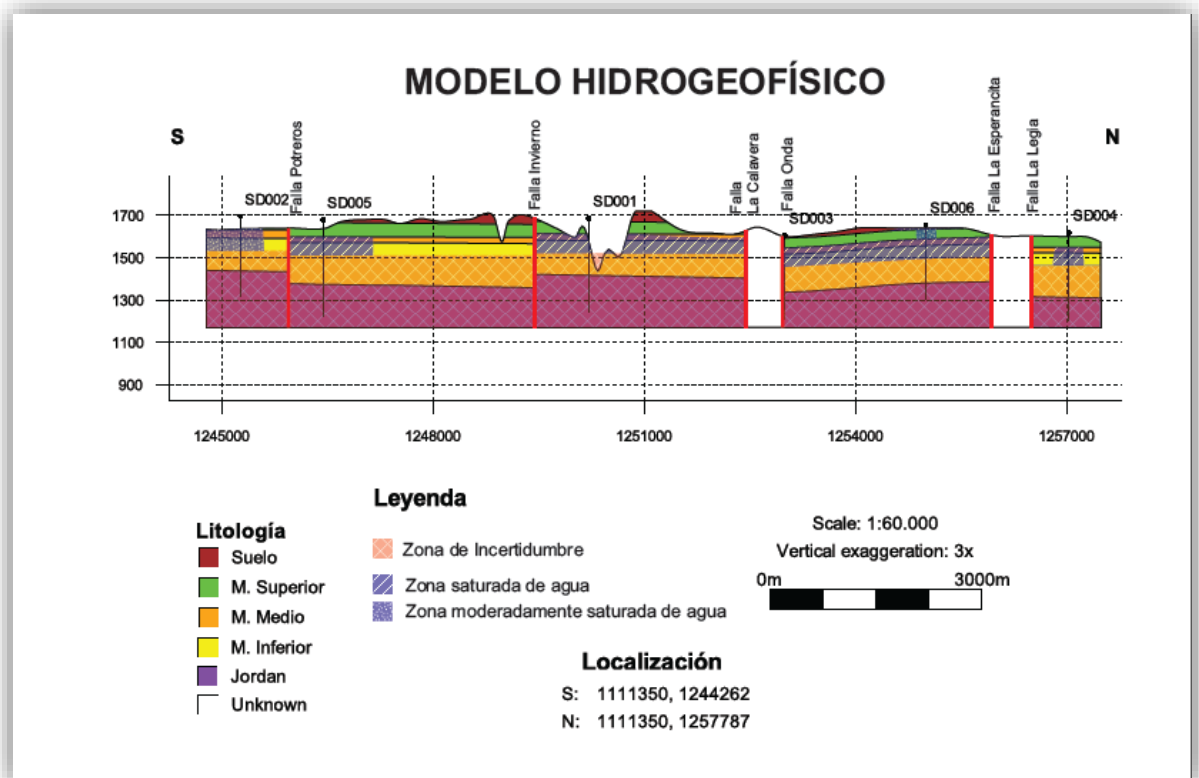 MODELO HIDROGEOFÍSICO
S
N
Falla Potreros
Falla Invierno
Falla
La Calavera
Falla Onda
Falla La Esperancita
Falla La Legia
SD002
SD005
SD001
SD003
SD006
SD004
1700
1500
1300
1100
900
1245000
1248000
1251000
1254000
1257000
Leyenda
Litología
Suelo
M. Superior
M. Medio
M. Inferior
Jordan
Unknown
Zona de Incertidumbre
Zona saturada de agua
Zona moderadamente saturada de agua
Scale: 1:60.000
Vertical exaggeration: 3x
0m 3000m
Localización
S: 1111350, 1244262
N: 1111350, 1257787